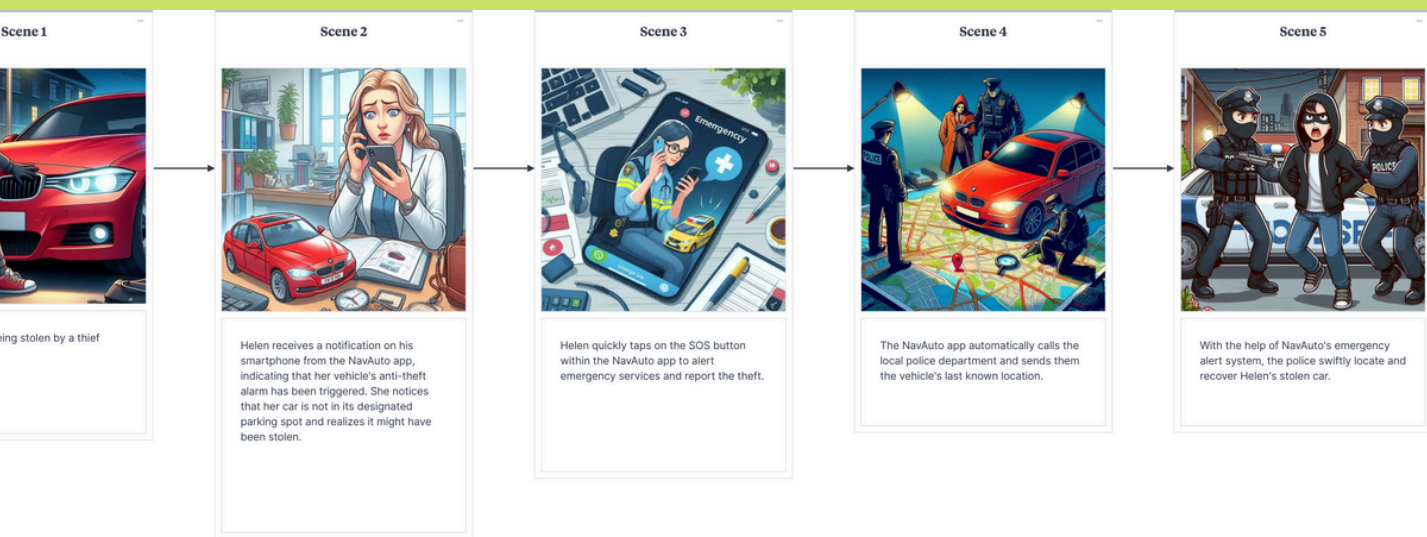 Scene 1
eing stolen by a thief
Scene 2
Helen receives a notification on his
smartphone from the NavAuto app,
indicating that her vehicle's anti-theft
alarm has been triggered. She notices
that her car is not in its designated
parking spot and realizes it might have
been stolen.
Scene 3
Emerrgenccy
Helen quickly taps on the SOS button
within the NavAuto app to alert
emergency services and report the theft.
Scene 4
POLICE
The NavAuto app automatically calls the
local police department and sends them
the vehicle's last known location.
Scene 5
POLICE
With the help of NavAuto's emergency
alert system, the police swiftly locate and
recover Helen's stolen car.